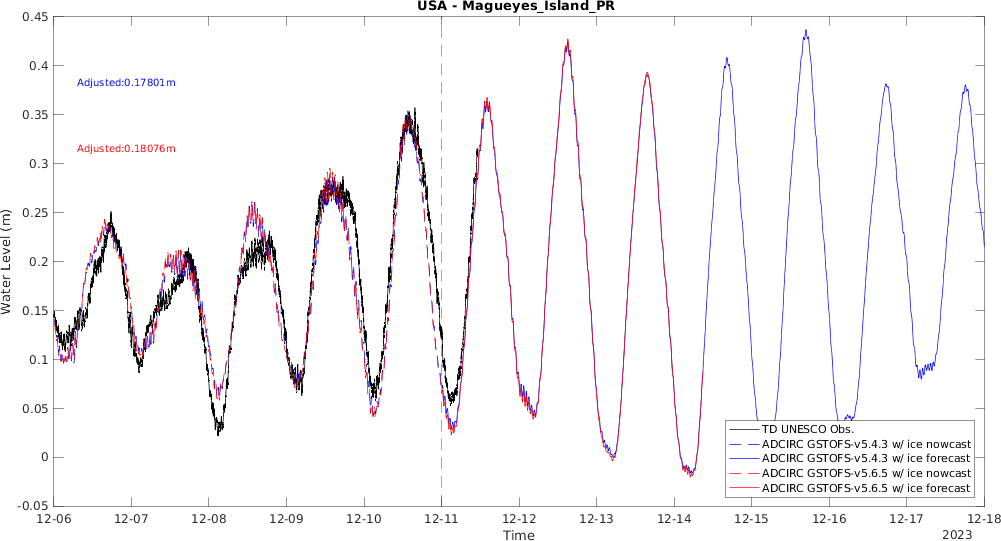 USA - Magueyes_Island_PR
0.45
0.4
0.35
0.3
0.25
0.2
0.15
0.1
0.05
0
-0.05
Water Level (m)
Adjusted:0.17801m
Adjusted:0.18076m
TD UNESCO Obs.
ADCIRC GSTOFS-v5.4.3 w/ ice nowcast
ADCIRC GSTOFS-v5.4.3 w/ ice forecast
ADCIRC GSTOFS-v5.6.5 w/ ice nowcast
ADCIRC GSTOFS-v5.6.5 w/ ice forecast
12-06 12-07 12-08 12-09 12-10 12-11 12-12 12-13 12-14 12-15 12-16 12-17 12-18
Time
2023